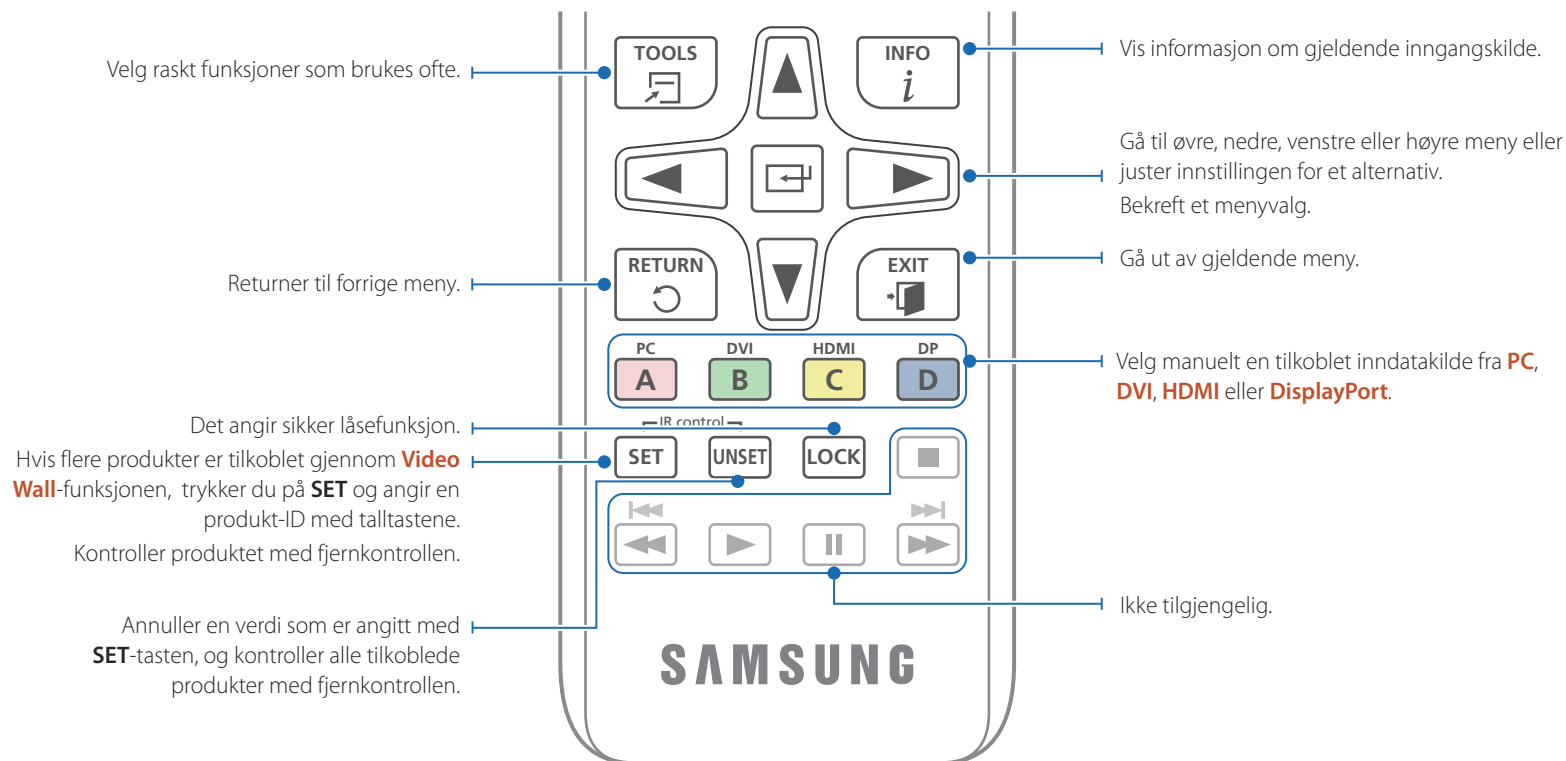 TOOLS
INFO
i
Velg raskt funksjoner som brukes ofte.
Vis informasjon om gjeldende inngangskilde.
Gå til øvre, nedre, venstre eller høyre meny eller
juster innstillingen for et alternativ.
Bekreft et menyvalg.
RETURN
EXIT
Returner til forrige meny.
Gå ut av gjeldende meny.
PC DVI HDMI DP
A B C D
Velg manuelt en tilkoblet inndatakilde fra PC,
DVI, HDMI eller DisplayPort.
Det angir sikker låsefunksjon.
IR control
SET UNSET LOCK
Hvis flere produkter er tilkoblet gjennom Video
Wall-funksjonen, trykker du på SET og angir en
produkt-ID med talltastene.
Kontroller produktet med fjernkontrollen.
Ikke tilgjengelig.
Annuller en verdi som er angitt med
SET-tasten, og kontroller alle tilkoblede
produkter med fjernkontrollen.
SAMSUNG